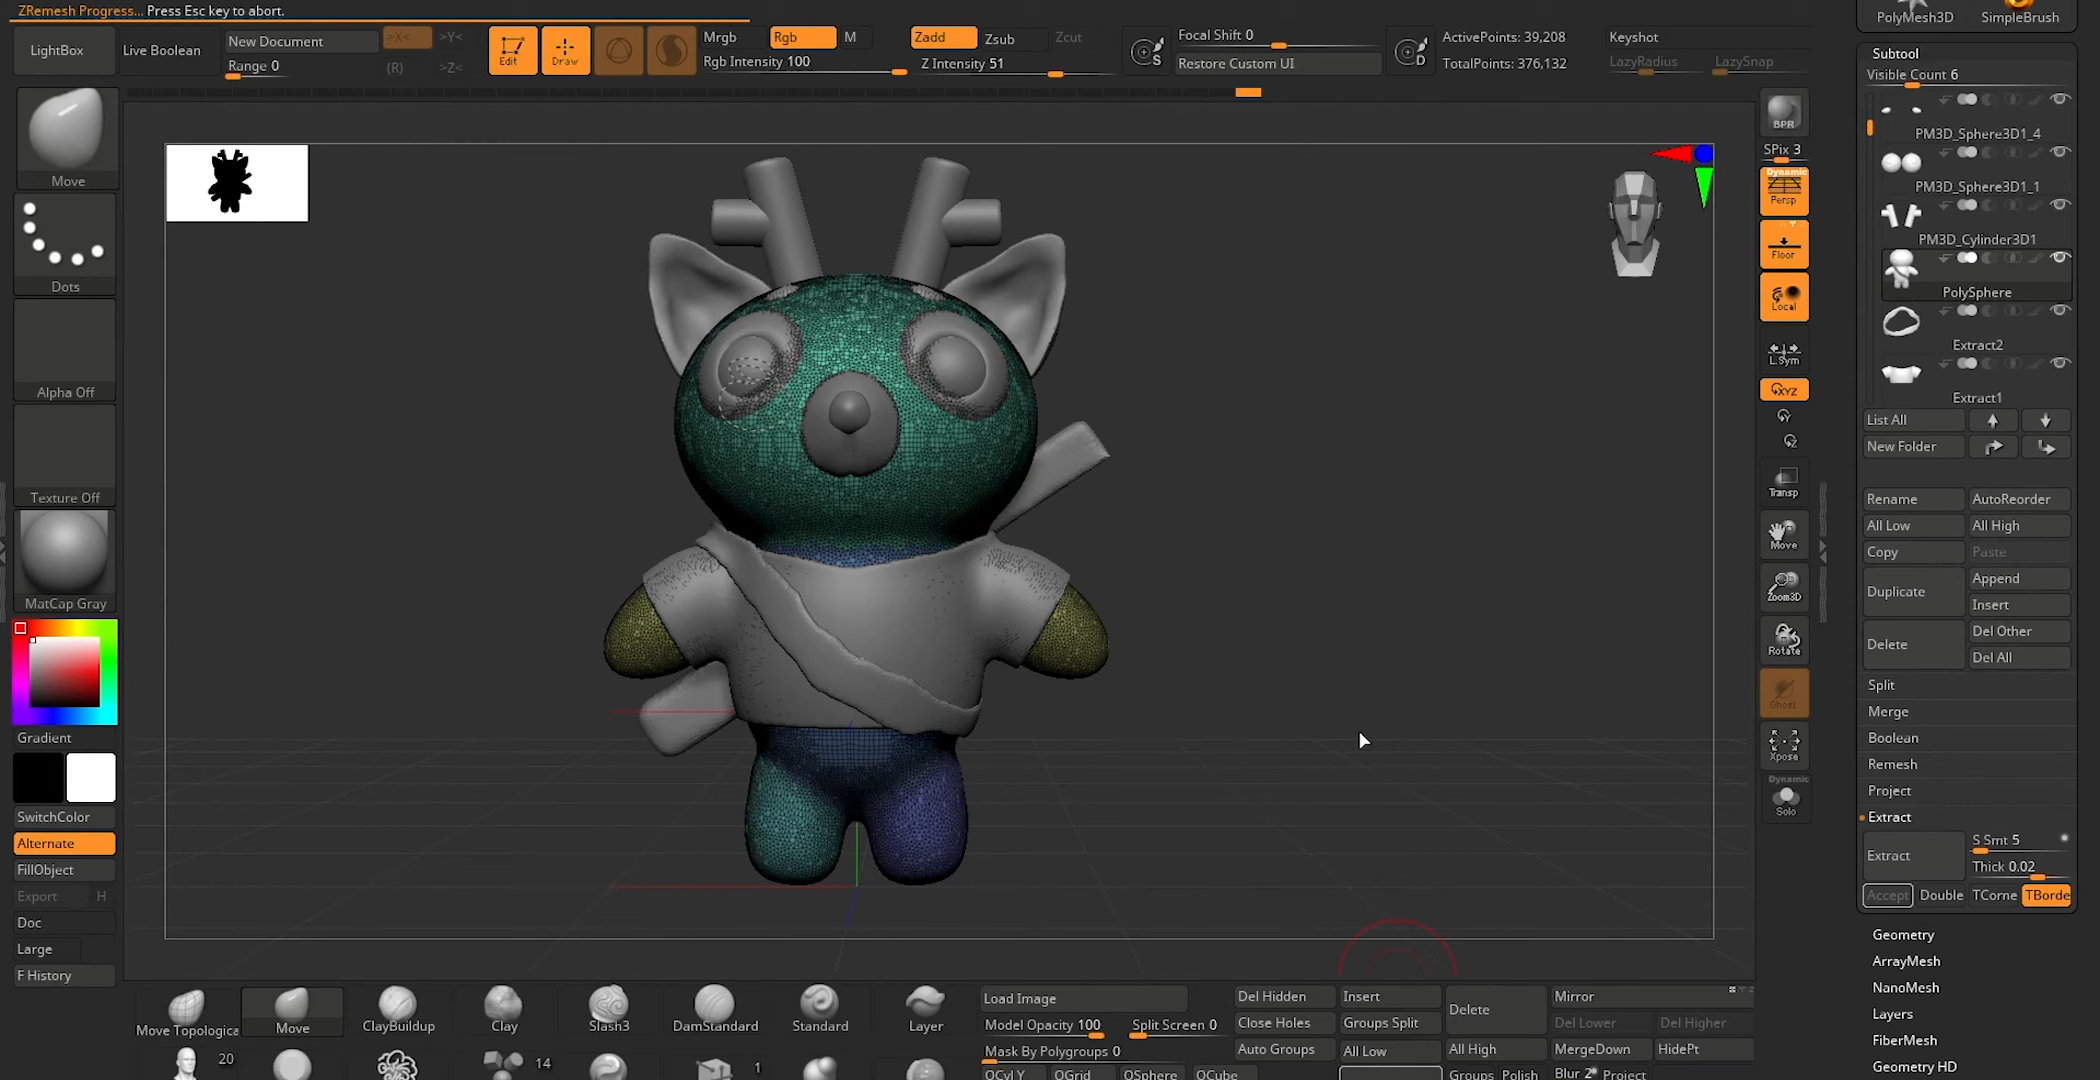 ZRemesh Progress... Press Esc key to abort.
PolyMesh3D SimpleBrush
LightBox
Live Boolean
New Document
Range 0
>X< >Y<
(R) >Z<
Edit
Draw
Mrgb Rgb M
Rgb Intensity 100
Zadd Zsub Zcut
Z Intensity 51
S
Focal Shift 0
Restore Custom UI
D
ActivePoints: 39,208
TotalPoints: 376,132
Keyshot
LazyRadius LazySnap
Move
Dots
Alpha Off
Texture Off
MatCap Gray
Gradient
SwitchColor
Alternate
FillObject
Export H
Doc
Large
F History
BPR
SPix 3
Dynamic
Persp
Floor
Local
L.Sym
XYZ
Y
Z
Transp
Move
Zoom3D
Rotate
Ghost
Xpose
Dynamic
Solo
Subtool
Visible Count 6
PM3D_Sphere3D1_4
PM3D_Sphere3D1_1
PM3D_Cylinder3D1
PolySphere
Extract2
Extract1
List All
New Folder
Rename AutoReorder
All Low All High
Copy Paste
Duplicate Append
Insert
Delete Del Other
Del All
Split
Merge
Boolean
Remesh
Project
Extract
Extract S Smt 5
Thick 0.02
Accept Double TCorne TBorde
Geometry
ArrayMesh
NanoMesh
Layers
FiberMesh
Geometry HD
Move Topologica Move ClayBuildup Clay Slash3 DamStandard Standard Layer
20 14 1
Load Image
Model Opacity 100 Split Screen 0
Mask By Polygroups 0
QCyl Y QGrid QSphere QCube
Del Hidden Insert Delete Mirror
Close Holes Groups Split Del Lower Del Higher
Auto Groups All Low All High MergeDown HidePt
Groups Polish Blur 2 Project